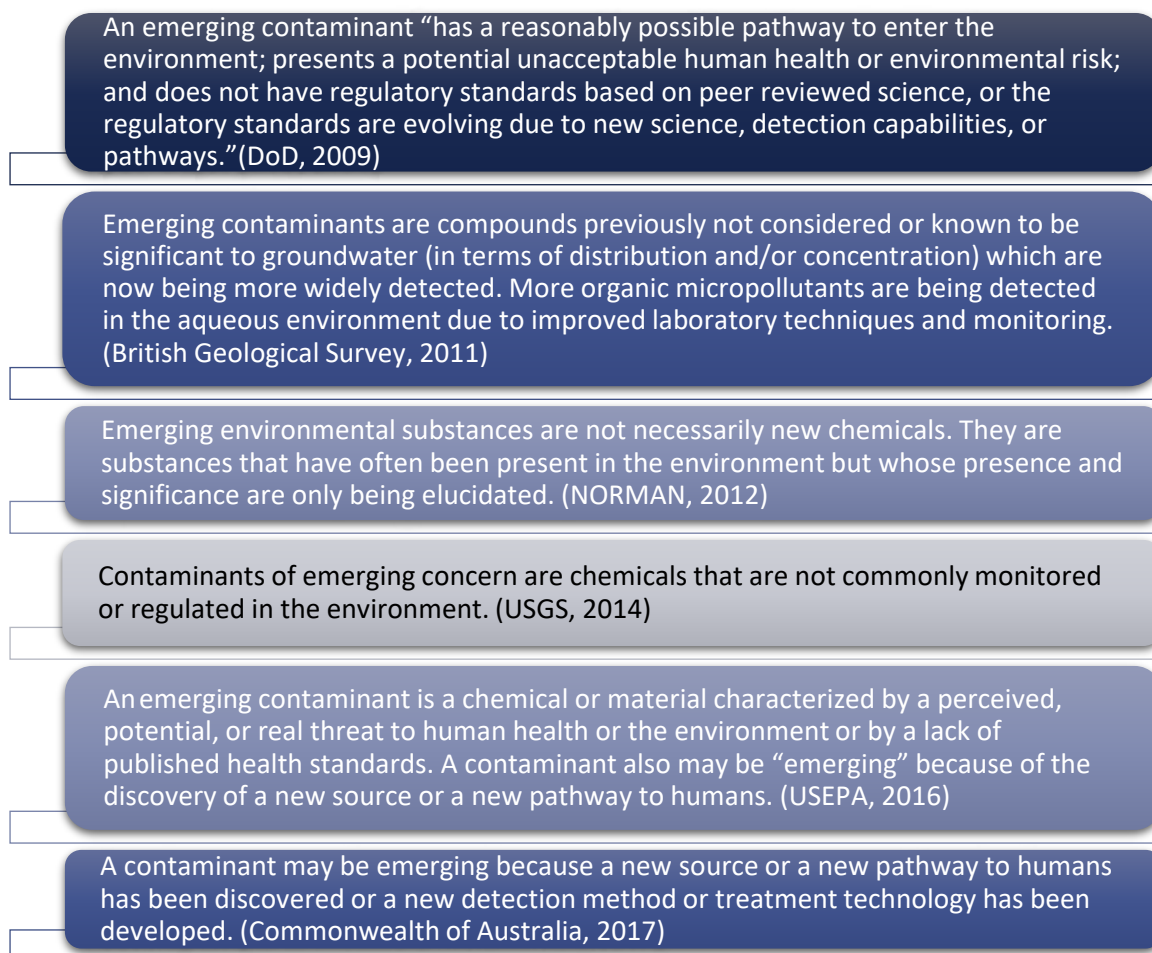 An emerging contaminant “has a reasonably possible pathway to enter the
environment; presents a potential unacceptable human health or environmental risk;
and does not have regulatory standards based on peer reviewed science, or the
regulatory standards are evolving due to new science, detection capabilities, or
pathways.”(DoD, 2009)
Emerging contaminants are compounds previously not considered or known to be
significant to groundwater (in terms of distribution and/or concentration) which are
now being more widely detected. More organic micropollutants are being detected
in the aqueous environment due to improved laboratory techniques and monitoring.
(British Geological Survey, 2011)
Emerging environmental substances are not necessarily new chemicals. They are
substances that have often been present in the environment but whose presence and
significance are only being elucidated. (NORMAN, 2012)
Contaminants of emerging concern are chemicals that are not commonly monitored
or regulated in the environment. (USGS, 2014)
An emerging contaminant is a chemical or material characterized by a perceived,
potential, or real threat to human health or the environment or by a lack of
published health standards. A contaminant also may be “emerging” because of the
discovery of a new source or a new pathway to humans. (USEPA, 2016)
A contaminant may be emerging because a new source or a new pathway to humans
has been discovered or a new detection method or treatment technology has been
developed. (Commonwealth of Australia, 2017)